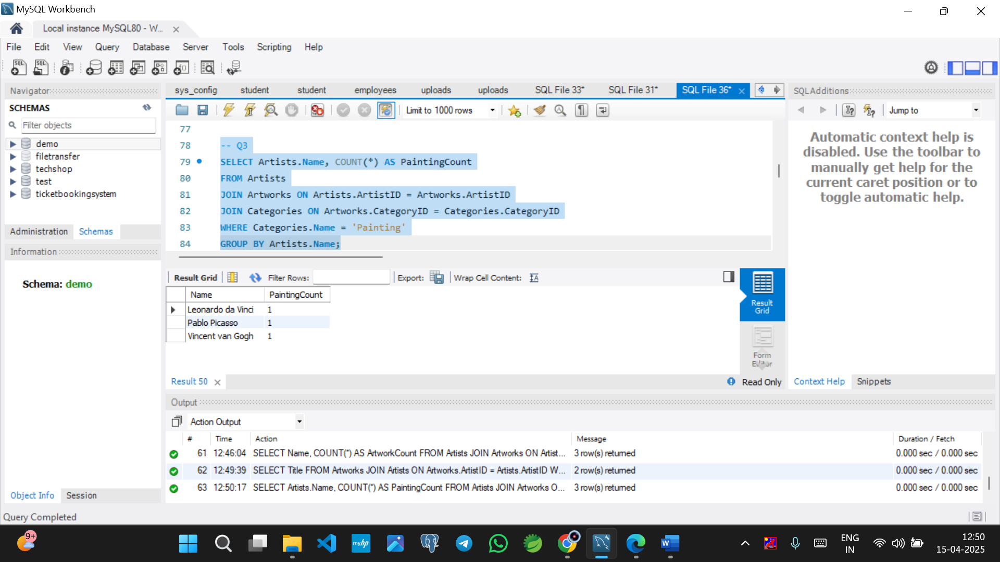 MySQL Workbench
Local instance MySQL80 - W...
File Edit View Query Database Server Tools Scripting Help
Navigator
SCHEMAS
Filter objects
demo
filetransfer
techshop
test
ticketbookingsystem
Administration Schemas
Information
Schema: demo
Object Info Session
sys_config student student employees uploads uploads SQL File 33* SQL File 31* SQL File 36*
Limit to 1000 rows
77
78 -- Q3
79 SELECT Artists.Name, COUNT(*) AS PaintingCount
80 FROM Artists
81 JOIN Artworks ON Artists.ArtistID = Artworks.ArtistID
82 JOIN Categories ON Artworks.CategoryID = Categories.CategoryID
83 WHERE Categories.Name = 'Painting'
84 GROUP BY Artists.Name;
Result Grid Filter Rows: Export: Wrap Cell Content:
Name PaintingCount
Leonardo da Vinci 1
Pablo Picasso 1
Vincent van Gogh 1
Result Grid
Form Editor
Result 50 Read Only
SQLAdditions
Jump to
Automatic context help is
disabled. Use the toolbar to
manually get help for the
current caret position or to
toggle automatic help.
Context Help Snippets
Output
Action Output
# Time Action Message Duration / Fetch
61 12:46:04 SELECT Name, COUNT(*) AS ArtworkCount FROM Artists JOIN Artworks ON Artist... 3 row(s) returned 0.000 sec / 0.000 sec
62 12:49:39 SELECT Title FROM Artworks JOIN Artists ON Artworks.ArtistID = Artists.ArtistID W... 2 row(s) returned 0.000 sec / 0.000 sec
63 12:50:17 SELECT Artists.Name, COUNT(*) AS PaintingCount FROM Artists JOIN Artworks O... 3 row(s) returned 0.000 sec / 0.000 sec
Query Completed
9+
myhp
W
ENG
IN
12:50
15-04-2025